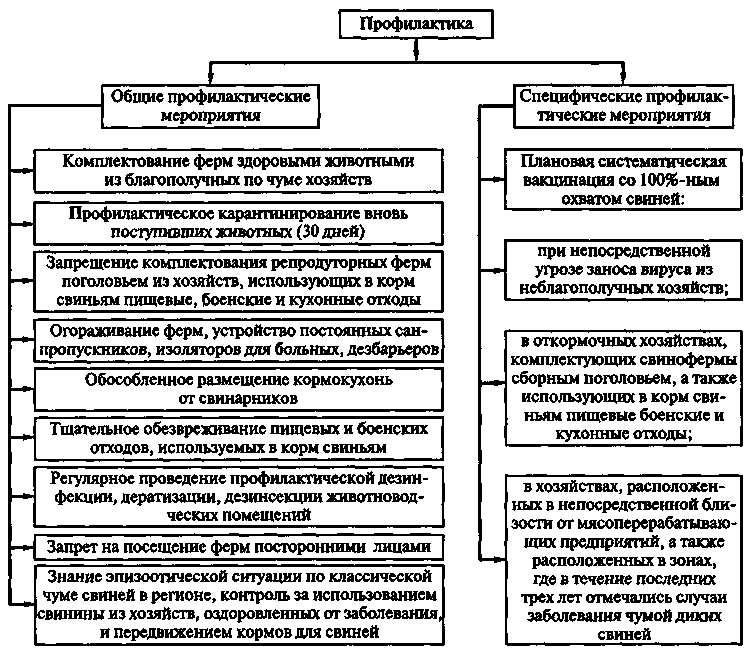 Профилактика
Общие профилактические
мероприятия
Комплектование ферм здоровыми животными
из благополучных по чуме хозяйств
Профилактическое карантинирование вновь
поступивших животных (30 дней)
Запрещение комплектования репродукторных ферм
поголовьем из хозяйств, использующих в корм
свиньям пищевые, боенские и кухонные отходы
Огораживание ферм, устройство постоянных сан-
пропускников, изоляторов для больных, дезбарьеров
Обособленное размещение кормокухонь
от свинарников
Тщательное обезвреживание пищевых и боенских
отходов, используемых в корм свиньям
Регулярное проведение профилактической дезин-
фекции, дератизации, дезинсекции животновод-
ческих помещений
Запрет на посещение ферм посторонними лицами
Знание эпизоотической ситуации по классической
чуме свиней в регионе, контроль за использованием
свинины из хозяйств, оздоровленных от заболевания,
и передвижением кормов для свиней
Специфические профилак-
тические мероприятия
Плановая систематическая
вакцинация со 100%-ным
охватом свиней:
при непосредственной
угрозе заноса вируса из
неблагополучных хозяйств;
в откормочных хозяйствах,
комплектующих свинофермы
сборным поголовьем, а также
использующих в корм сви-
ньям пищевые боенские и
кухонные отходы;
в хозяйствах, расположен-
ных в непосредственной бли-
зости от мясоперерабатываю-
щих предприятий, а также
расположенных в зонах,
где в течение последних
трех лет отмечались случаи
заболевания чумой диких
свиней